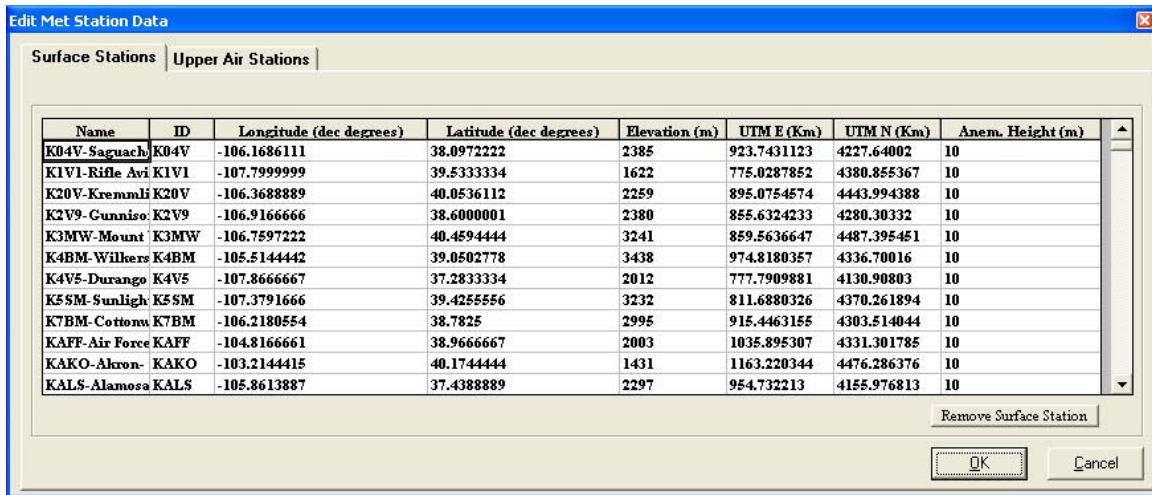 Edit Met Station Data
Surface Stations Upper Air Stations
Name ID Longitude (dec degrees) Latitude (dec degrees) Elevation (m) UTM E (Km) UTM N (Km) Anem. Height (m)
K04V-Saguach K04V -106.1686111 38.0972222 2385 923.7431123 4227.64002 10
K1V1-Rifle Avi K1V1 -107.7999999 39.5333334 1622 775.0287852 4380.855367 10
K20V-Kremmli K20V -106.3688889 40.0536112 2259 895.0754574 4443.994388 10
K2V9-Gunniso K2V9 -106.9166666 38.6000001 2380 855.6324233 4280.30332 10
K3MW-Mount K3MW -106.7597222 40.4594444 3241 859.5636647 4487.395451 10
K4BM-Wilkers K4BM -105.5144442 39.0502778 3438 974.8180357 4336.70016 10
K4V5-Durango K4V5 -107.8666667 37.2833334 2012 777.7909881 4130.90803 10
K5SM-Sunligh K5SM -107.3791666 39.4255556 3232 811.6880326 4370.261894 10
K7BM-Cottonw K7BM -106.2180554 38.7825 2995 915.4463155 4303.514044 10
KAFF-Air Force KAFF -104.8166661 38.9666667 2003 1035.895307 4331.301785 10
KAKO-Akron- KAKO -103.2144415 40.1744444 1431 1163.220344 4476.286376 10
KALS-Alamosa KALS -105.8613887 37.4388889 2297 954.732213 4155.976813 10
Remove Surface Station
OK Cancel